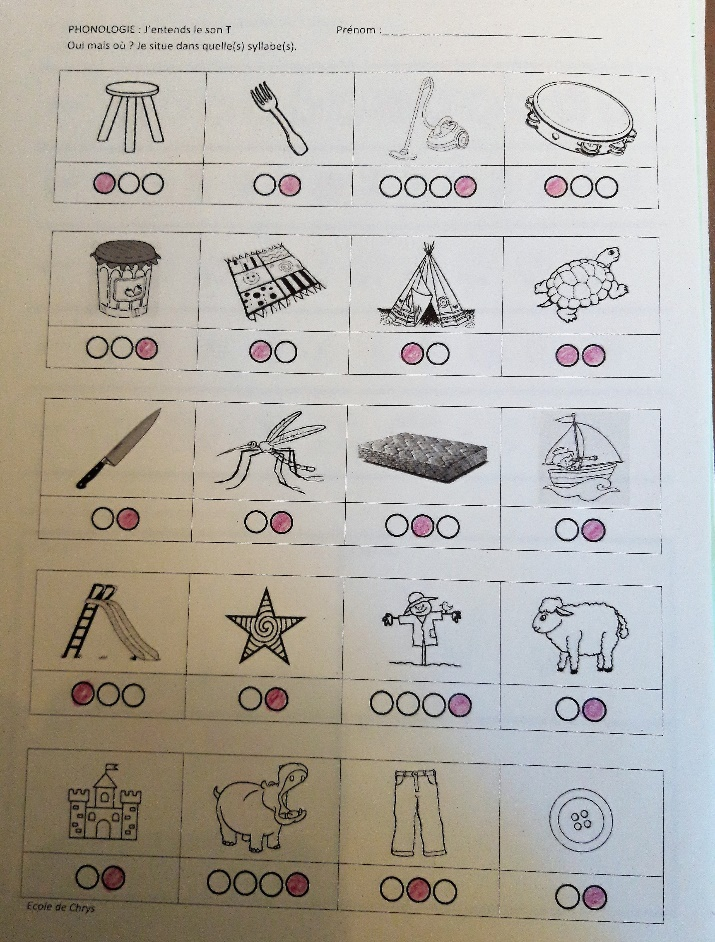 PHONOLOGIE : J'entends le son T Prénom :
Oui mais où ? Je situe dans quelle(s) syllabe(s).
Ecole de Chrys